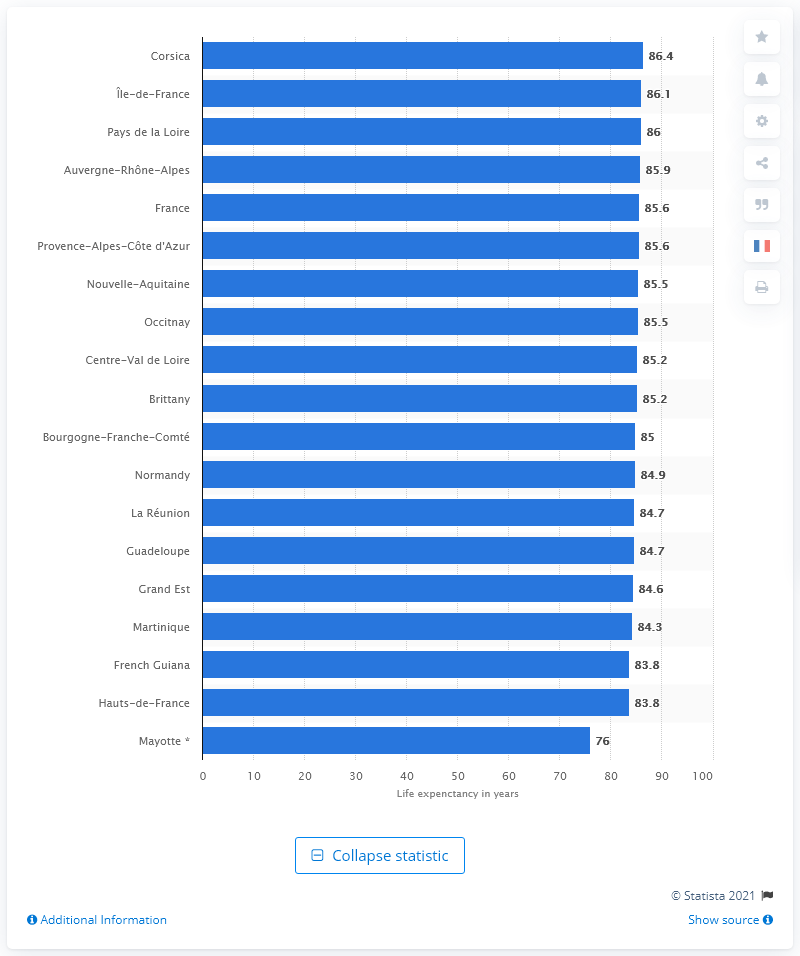 Corsica 86.4
Île-de-France 86.1
Pays de la Loire 86
Auvergne-Rhône-Alpes 85.9
France 85.6
Provence-Alpes-Côte d'Azur 85.6
Nouvelle-Aquitaine 85.5
Occitnay 85.5
Centre-Val de Loire 85.2
Brittany 85.2
Bourgogne-Franche-Comté 85
Normandy 84.9
La Réunion 84.7
Guadeloupe 84.7
Grand Est 84.6
Martinique 84.3
French Guiana 83.8
Hauts-de-France 83.8
Mayotte * 76
0 10 20 30 40 50 60 70 80 90 100
Life expenctancy in years
Collapse statistic
© Statista 2021
Additional Information Show source